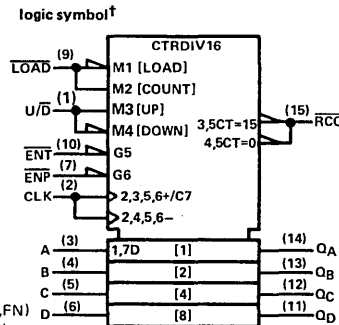 logic symbol†
CTRDIV16
LOAD (9) M1 [LOAD]
M2 [COUNT]
U/D (1) M3 [UP]
M4 [DOWN]
3,5CT=15 (15) RCO
4,5CT=0
ENT (10) G5
ENP (7) G6
CLK (2) 2,3,5,6+/C7
2,4,5,6−
A (3) 1,7D [1] (14) QA
B (4) [2] (13) QB
C (5) [4] (12) QC
,FN) D (6) [8] (11) QD